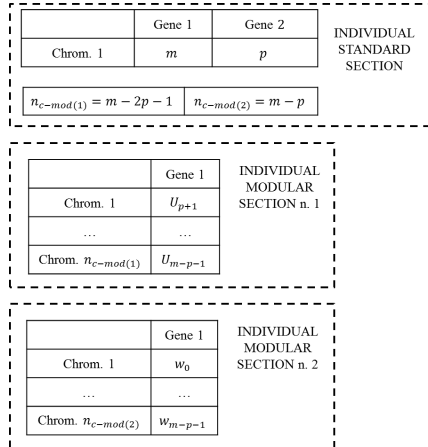 Gene 1 Gene 2
Chrom. 1 m p
INDIVIDUAL
STANDARD
SECTION
n_{c-mod(1)} = m − 2p − 1 n_{c-mod(2)} = m − p
Gene 1
Chrom. 1 U_{p+1}
… …
Chrom. n_{c-mod(1)} U_{m-p-1}
INDIVIDUAL
MODULAR
SECTION n. 1
Gene 1
Chrom. 1 w_0
… …
Chrom. n_{c-mod(2)} w_{m-p-1}
INDIVIDUAL
MODULAR
SECTION n. 2